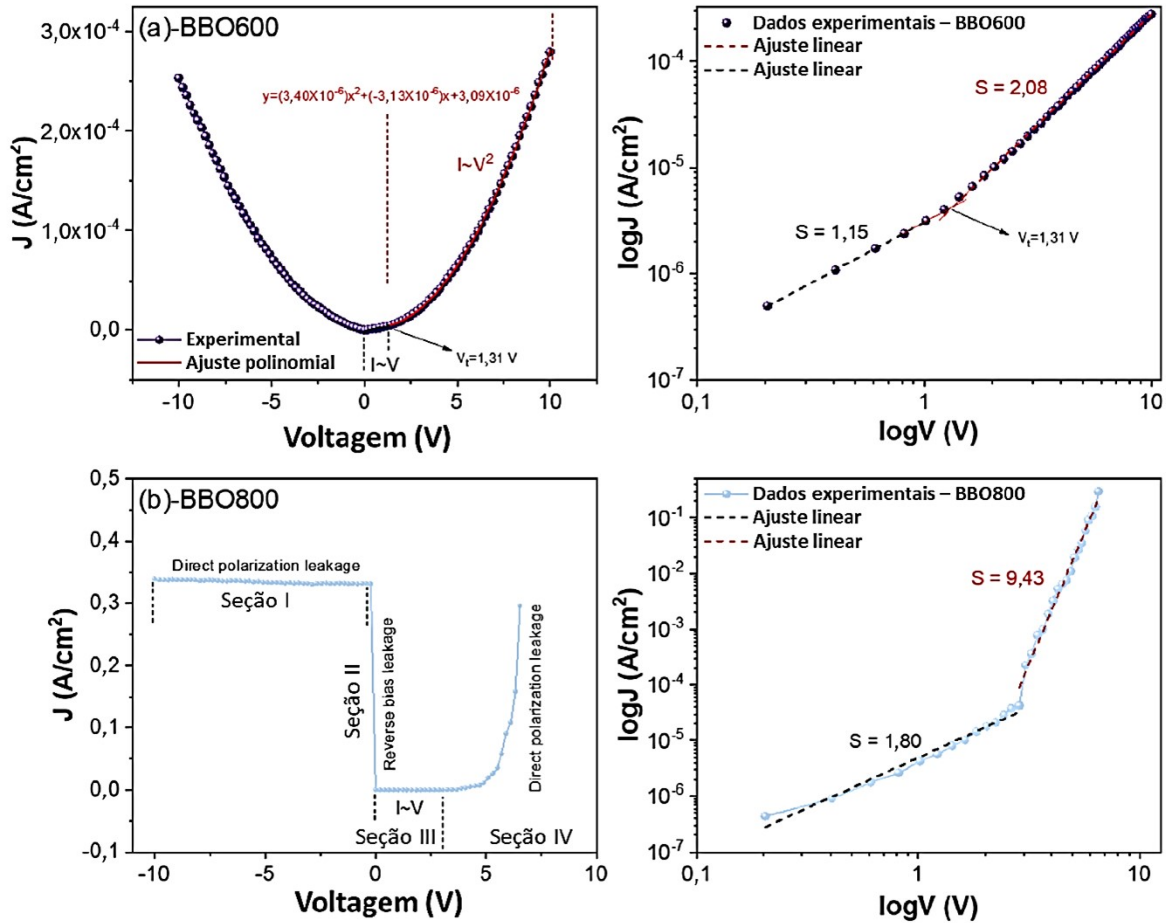 (a)-BBO600
3,0x10⁻⁴
2,0x10⁻⁴
1,0x10⁻⁴
0,0
J (A/cm²)
y=(3,40X10⁻⁶)x²+(-3,13X10⁻⁶)x+3,09X10⁻⁶
I~V²
Experimental
Ajuste polinomial
I~V
Vₜ=1,31 V
-10 -5 0 5 10
Voltagem (V)
Dados experimentais – BBO600
Ajuste linear
Ajuste linear
S = 2,08
S = 1,15
Vₜ=1,31 V
10⁻⁴
10⁻⁵
10⁻⁶
10⁻⁷
logJ (A/cm²)
0,1 1 10
logV (V)
(b)-BBO800
0,5
0,4
0,3
0,2
0,1
0,0
-0,1
J (A/cm²)
Direct polarization leakage
Seção I
Seção II
Reverse bias leakage
Direct polarization leakage
I~V
Seção III
Seção IV
-10 -5 0 5 10
Voltagem (V)
Dados experimentais – BBO800
Ajuste linear
Ajuste linear
S = 9,43
S = 1,80
10⁻¹
10⁻²
10⁻³
10⁻⁴
10⁻⁵
10⁻⁶
10⁻⁷
logJ (A/cm²)
0,1 1 10
logV (V)